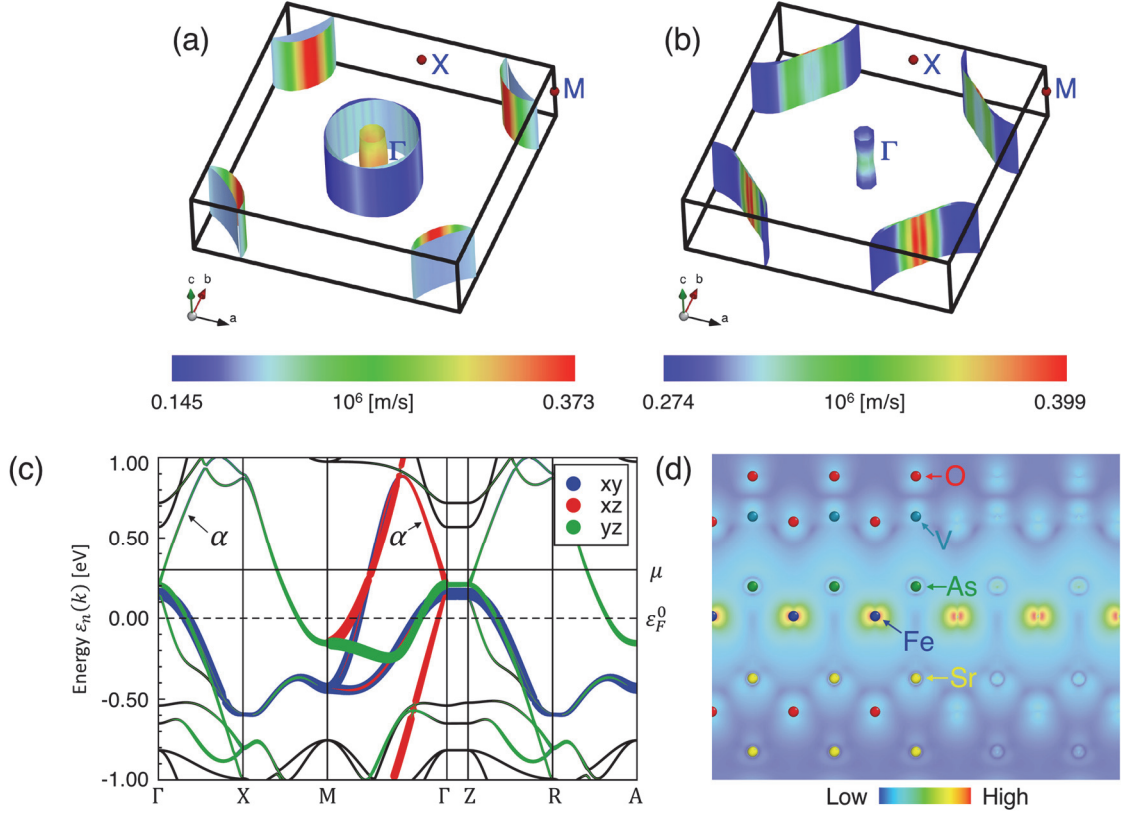 (a)
X
M
Γ
c
b
a
0.145
10⁶ [m/s]
0.373
(b)
X
M
Γ
c
b
a
0.274
10⁶ [m/s]
0.399
(c)
Energy εₙ(k) [eV]
1.00
0.50
0.00
-0.50
-1.00
α
α
xy
xz
yz
μ
ε⁰_F
Γ
X
M
Γ
Z
R
A
(d)
O
V
As
Fe
Sr
Low
High